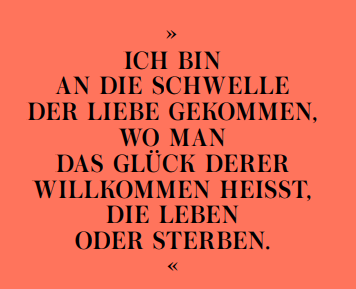 »
ICH BIN
AN DIE SCHWELLE
DER LIEBE GEKOMMEN,
WO MAN
DAS GLÜCK DERER
WILLKOMMEN HEISST,
DIE LEBEN
ODER STERBEN.
«